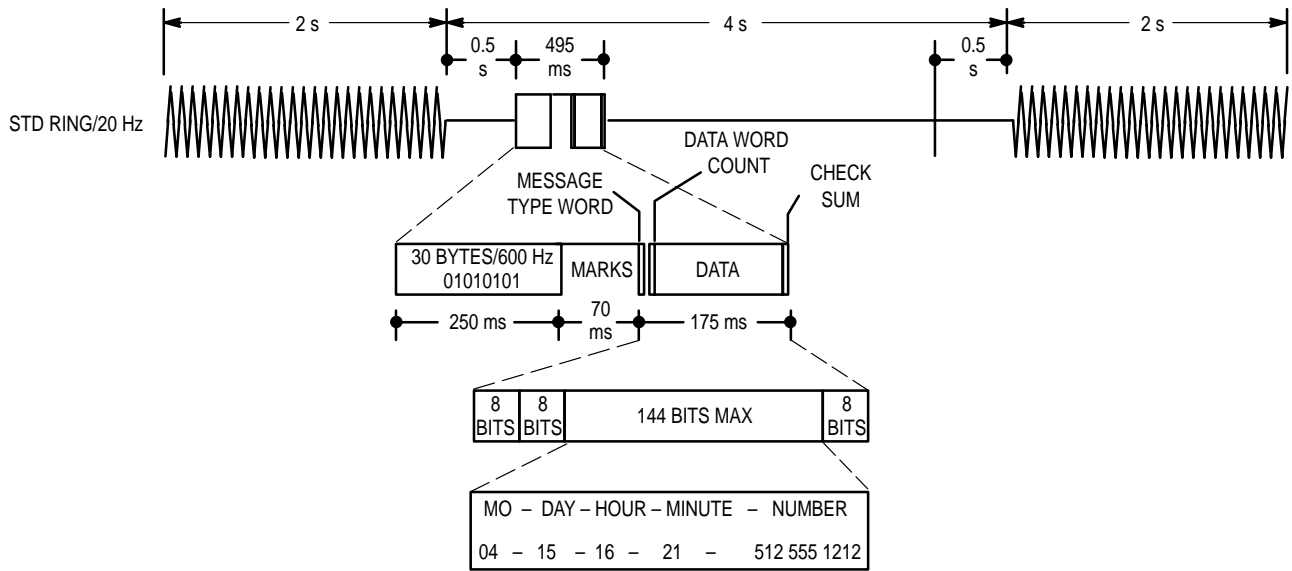 2 s
4 s
2 s
0.5
s
495
ms
0.5
s
STD RING/20 Hz
DATA WORD
COUNT
MESSAGE
TYPE WORD
CHECK
SUM
30 BYTES/600 Hz
01010101
MARKS
DATA
250 ms
70
ms
175 ms
8
BITS
8
BITS
144 BITS MAX
8
BITS
MO – DAY – HOUR – MINUTE – NUMBER
04 – 15 – 16 – 21 – 512 555 1212